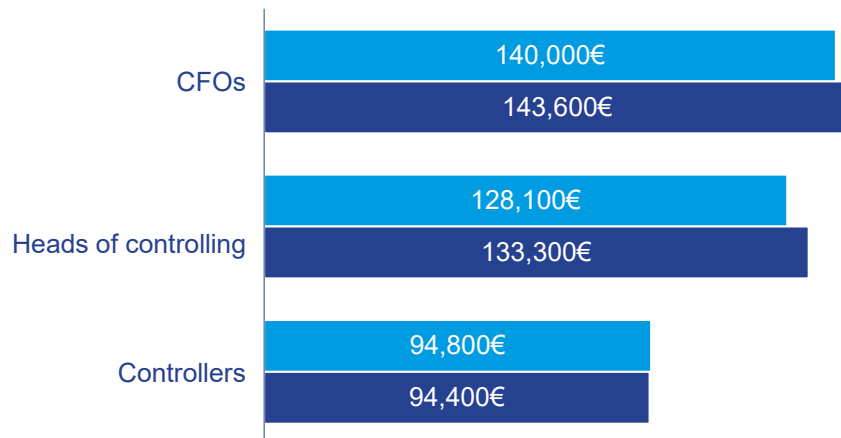 CFOs
140,000€
143,600€
Heads of controlling
128,100€
133,300€
Controllers
94,800€
94,400€